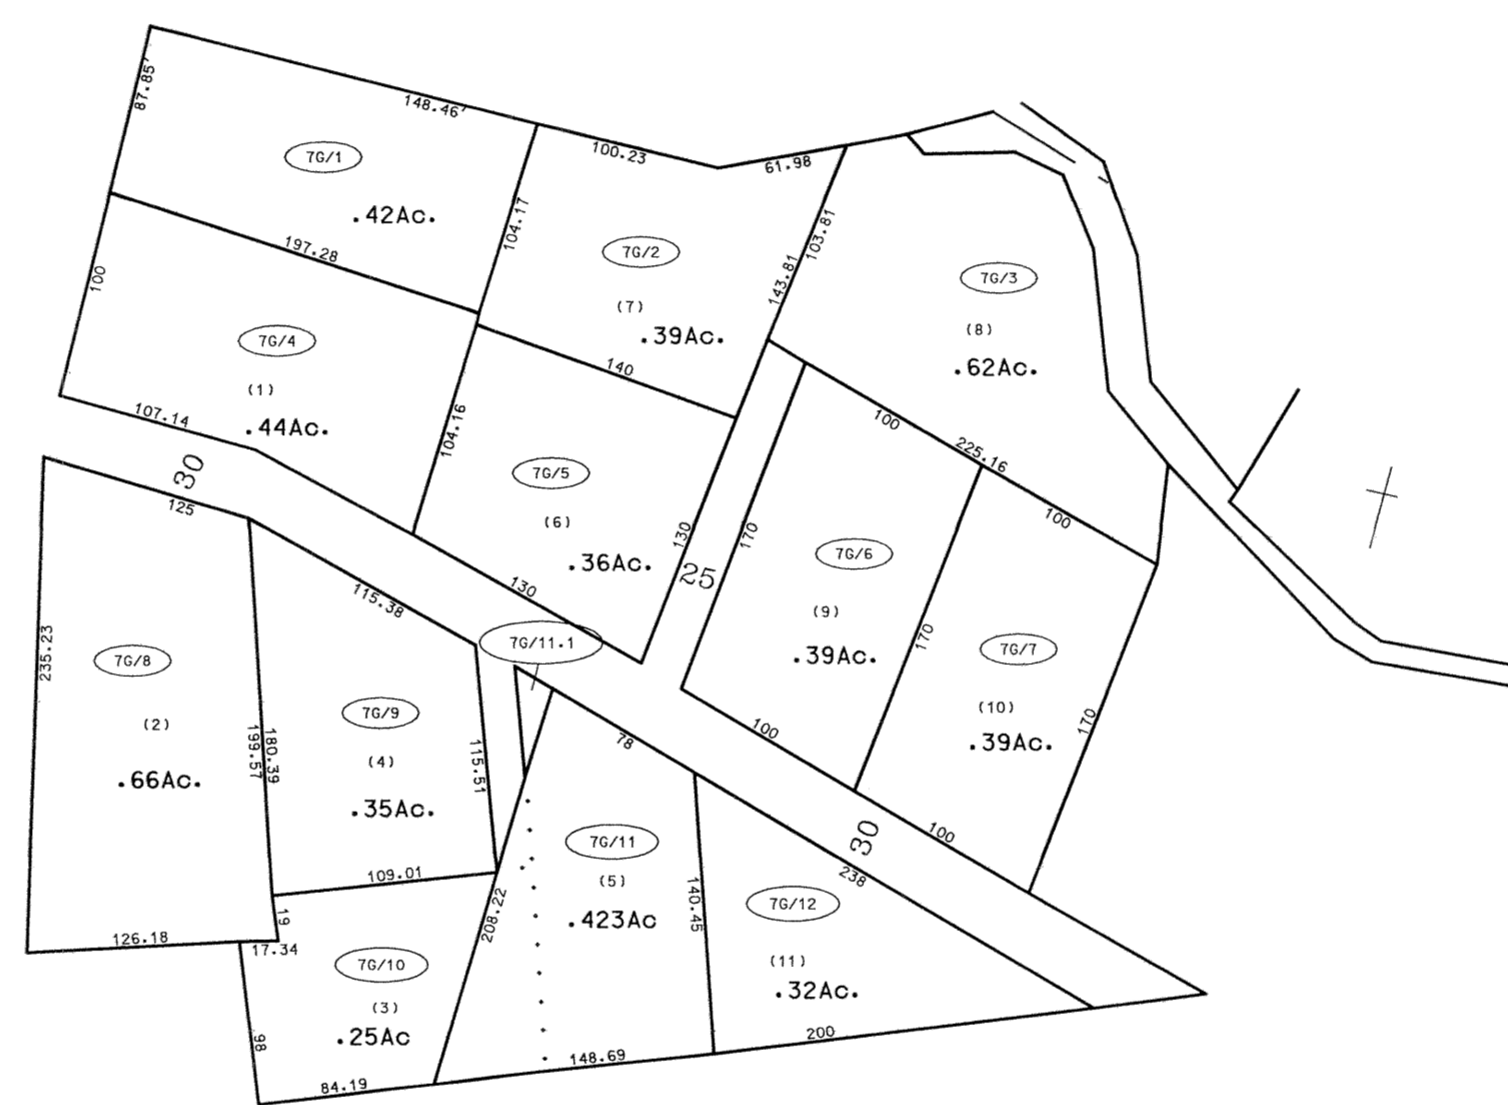 87.85'
148.46'
7G/1
.42Ac.
100.23
61.98
104.17
7G/2
(7)
.39Ac.
103.81
143.81
7G/3
(8)
.62Ac.
197.28
100
7G/4
(1)
.44Ac.
107.14
104.16
140
7G/5
(6)
.36Ac.
130
130
30
25
170
100
225.16
100
7G/6
(9)
.39Ac.
170
7G/7
(10)
.39Ac.
170
100
100
125
235.23
7G/8
(2)
.66Ac.
199.57
180.39
115.38
7G/9
(4)
.35Ac.
115.51
109.01
7G/11.1
78
7G/11
(5)
.423Ac
140.45
208.22
30
238
7G/12
(11)
.32Ac.
200
126.18
19
17.34
7G/10
(3)
.25Ac
98
84.19
148.69